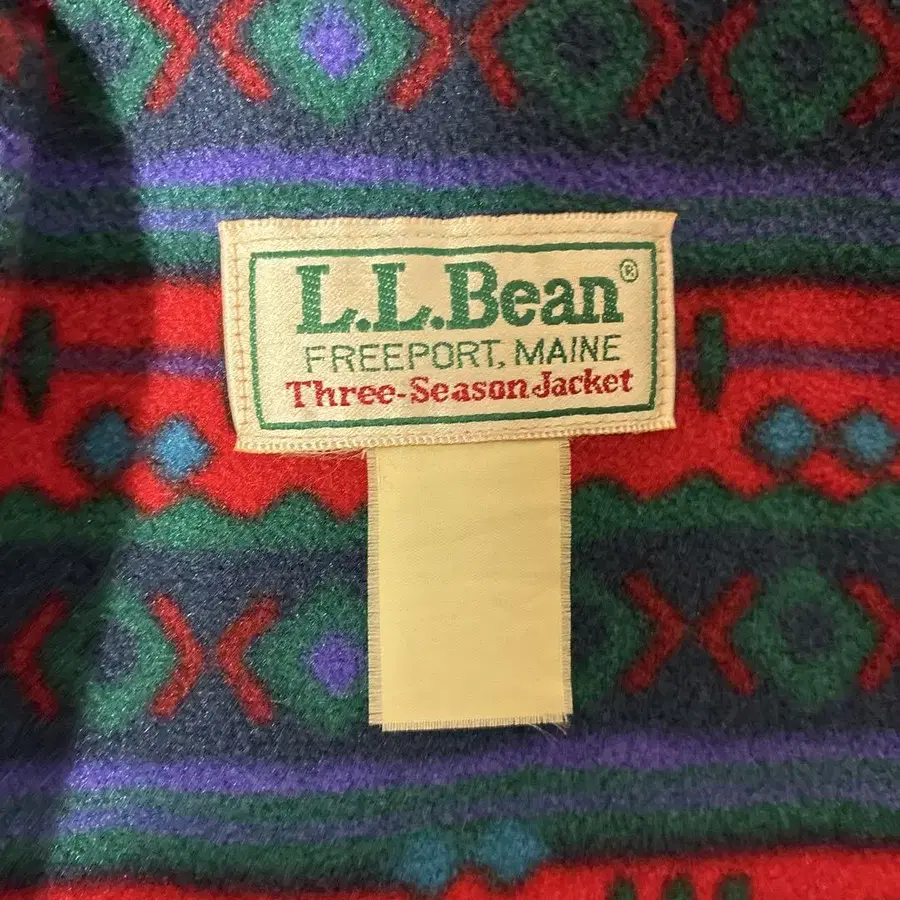 L.L.Bean®
FREEPORT, MAINE
Three-Season Jacket